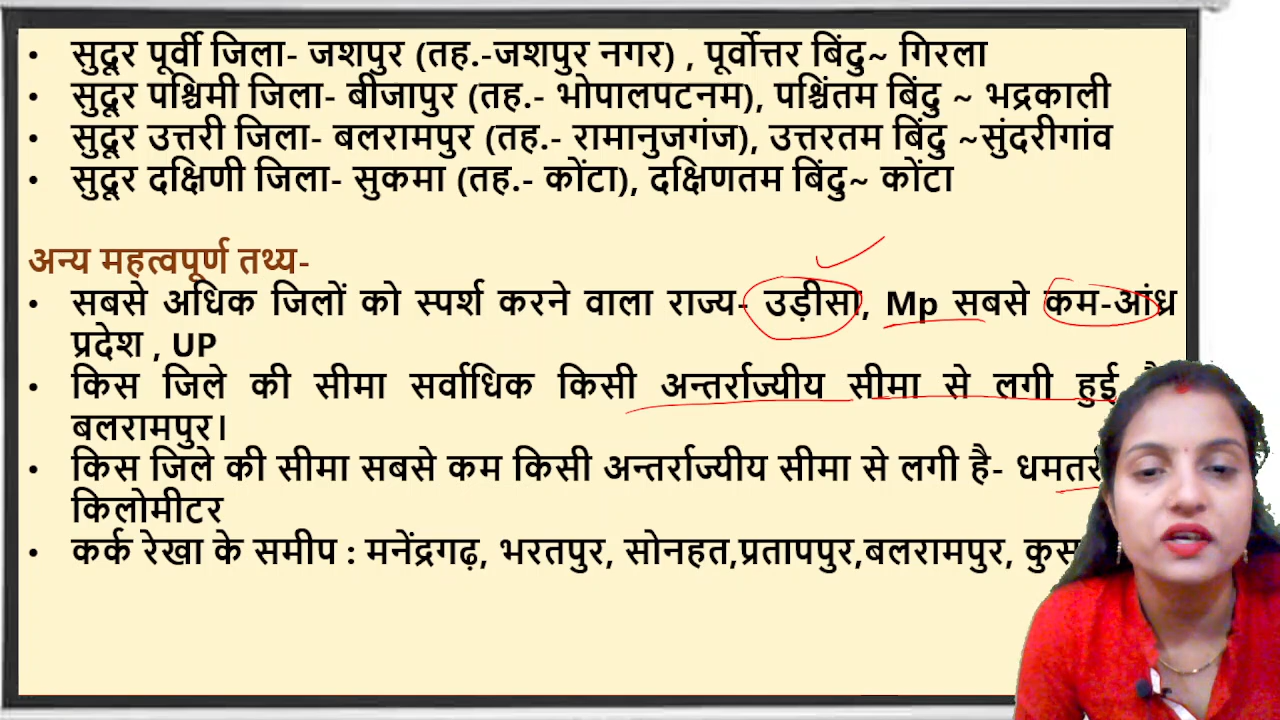 • सुदूर पूर्वी जिला- जशपुर (तह.-जशपुर नगर) , पूर्वोत्तर बिंदु~ गिरला
• सुदूर पश्चिमी जिला- बीजापुर (तह.- भोपालपटनम), पश्चिंतम बिंदु ~ भद्रकाली
• सुदूर उत्तरी जिला- बलरामपुर (तह.- रामानुजगंज), उत्तरतम बिंदु ~सुंदरीगांव
• सुदूर दक्षिणी जिला- सुकमा (तह.- कोंटा), दक्षिणतम बिंदु~ कोंटा
अन्य महत्वपूर्ण तथ्य-
• सबसे अधिक जिलों को स्पर्श करने वाला राज्य- उड़ीसा, Mp सबसे कम-आंध्र
प्रदेश , UP
• किस जिले की सीमा सर्वाधिक किसी अन्तर्राज्यीय सीमा से लगी हुई
बलरामपुर।
• किस जिले की सीमा सबसे कम किसी अन्तर्राज्यीय सीमा से लगी है-
किलोमीटर
• कर्क रेखा के समीप : मनेंद्रगढ़, भरतपुर, सोनहत,प्रतापपुर,बलरामपुर,